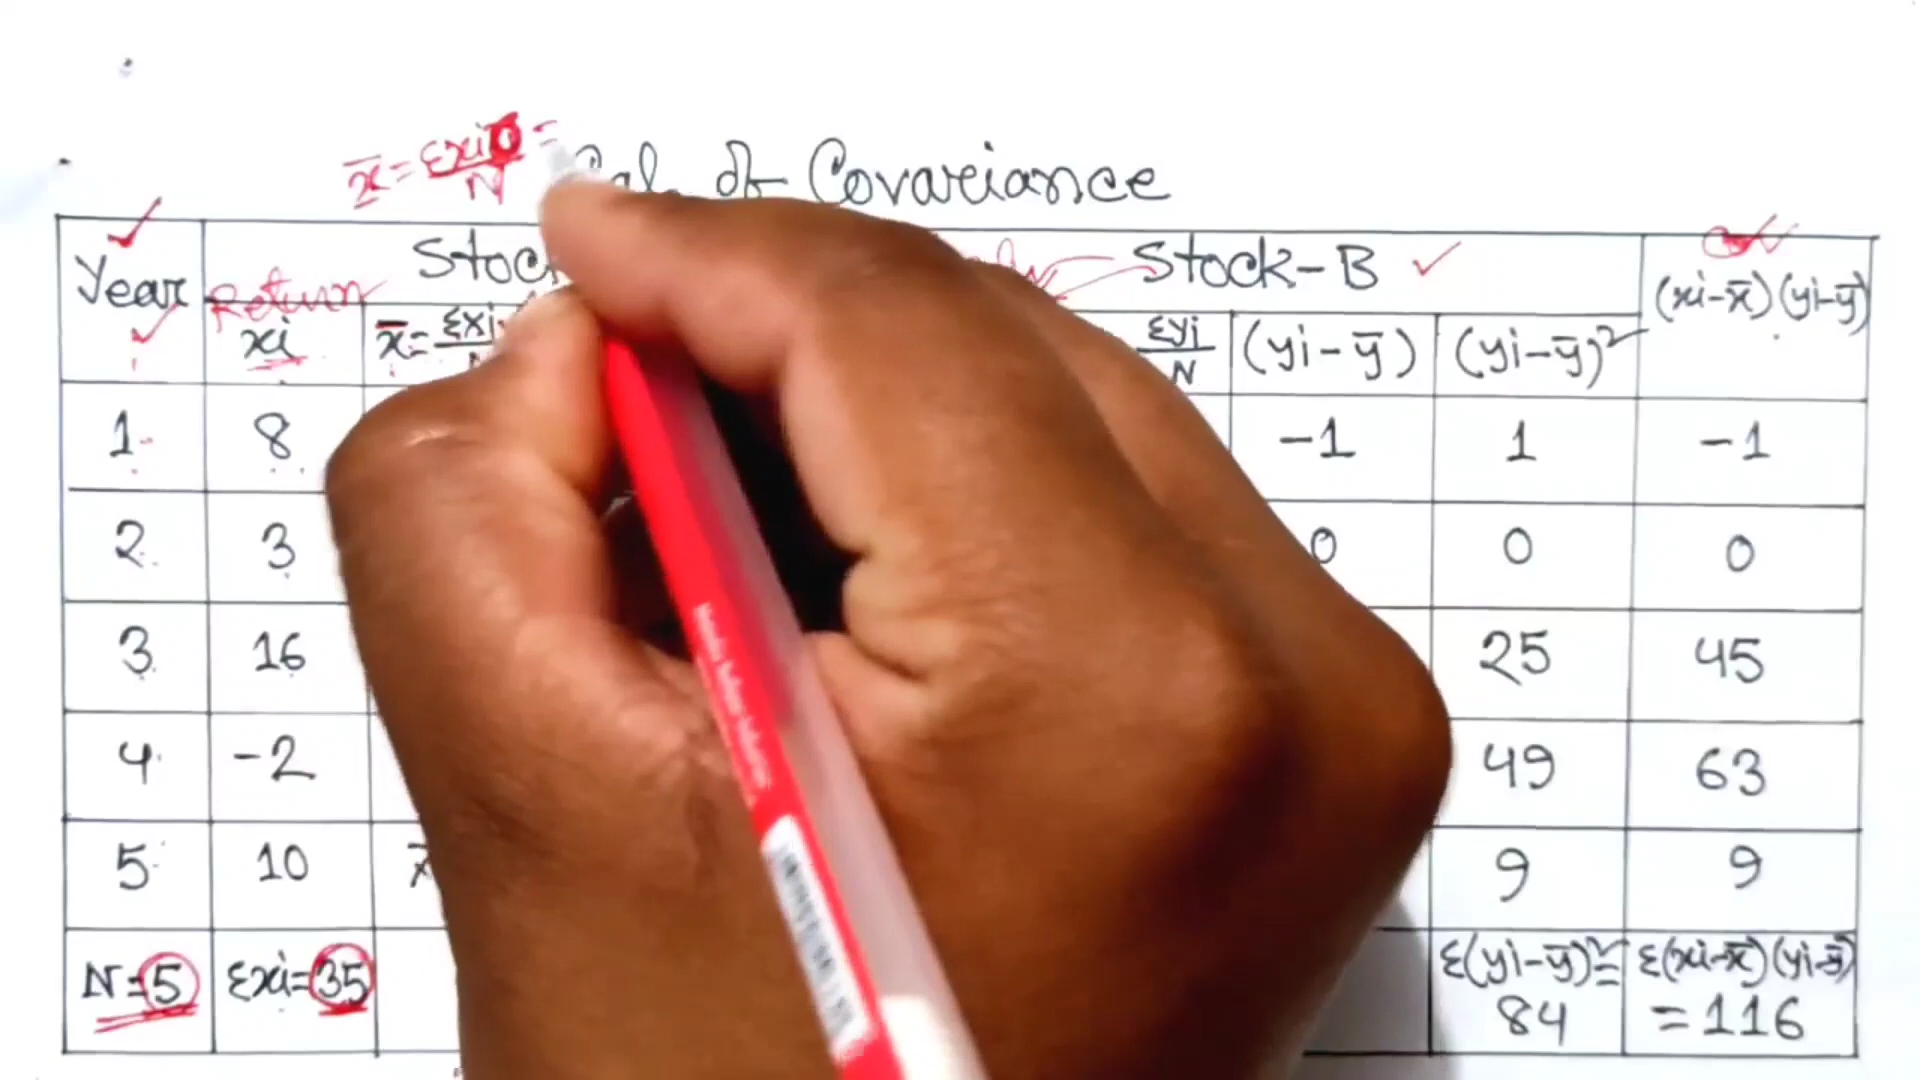 x̄ = Σxi/N =
Cal. of Covariance
Year Stock Stock-B (xi-x̄)(yi-ȳ)
Return
xi x̄ = Σxi Σyi/N (yi-ȳ) (yi-ȳ)²
1 8 -1 1 -1
2 3 0 0 0
3 16 25 45
4 -2 49 63
5 10 x̄ 9 9
N=5 Σxi=35 Σ(yi-ȳ)²= Σ(xi-x̄)(yi-ȳ)
84 =116